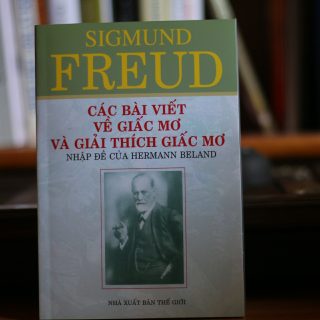 SIGMUND
FREUD
CÁC BÀI VIẾT
VỀ GIẤC MƠ
VÀ GIẢI THÍCH GIẤC MƠ
NHẬP ĐỀ CỦA HERMANN BELAND
NHÀ XUẤT BẢN THẾ GIỚI